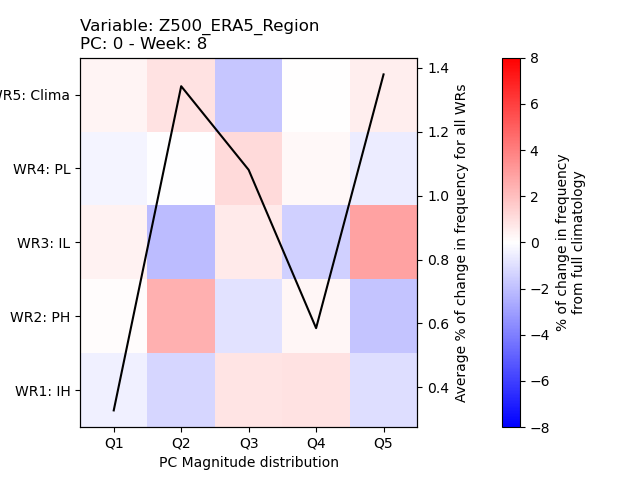 Variable: Z500_ERA5_Region
PC: 0 - Week: 8
WR5: Clima
WR4: PL
WR3: IL
WR2: PH
WR1: IH
Q1 Q2 Q3 Q4 Q5
PC Magnitude distribution
1.4
1.2
1.0
0.8
0.6
0.4
Average % of change in frequency for all WRs
8
6
4
2
0
−2
−4
−6
−8
% of change in frequency
from full climatology